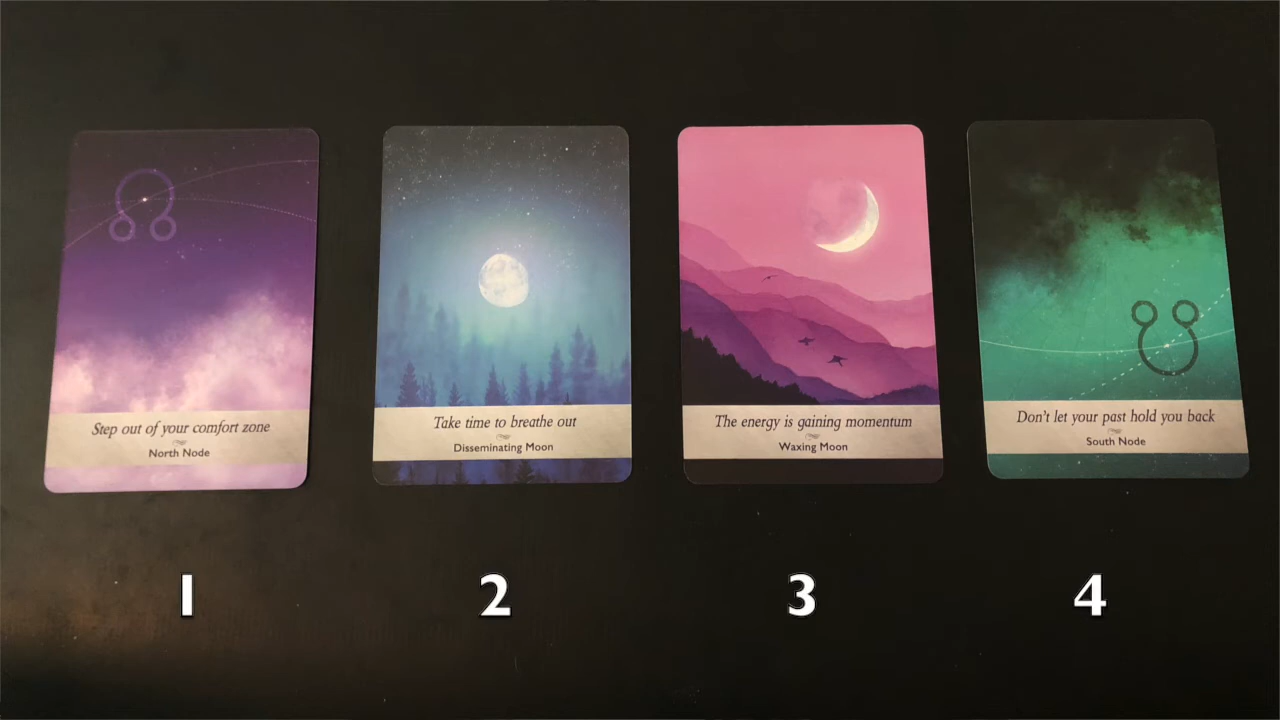 Step out of your comfort zone
North Node
Take time to breathe out
Disseminating Moon
The energy is gaining momentum
Waxing Moon
Don't let your past hold you back
South Node
1
2
3
4